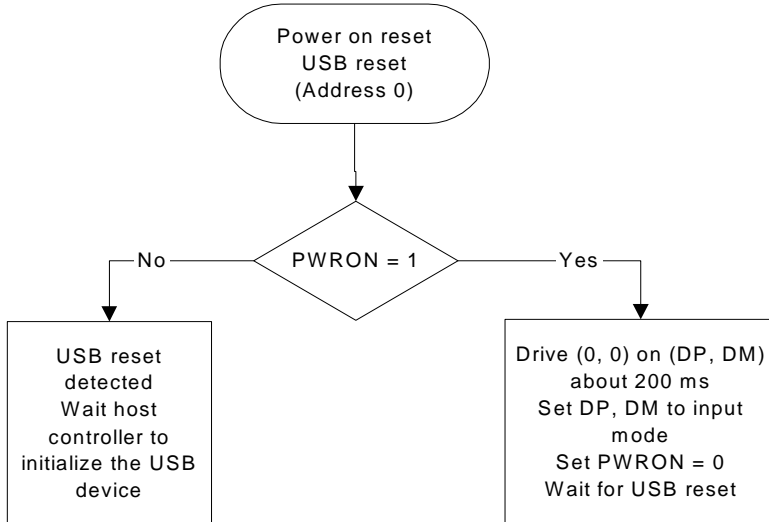 Power on reset
USB reset
(Address 0)
PWRON = 1
No
Yes
USB reset
detected
Wait host
controller to
initialize the USB
device
Drive (0, 0) on (DP, DM)
about 200 ms
Set DP, DM to input
mode
Set PWRON = 0
Wait for USB reset